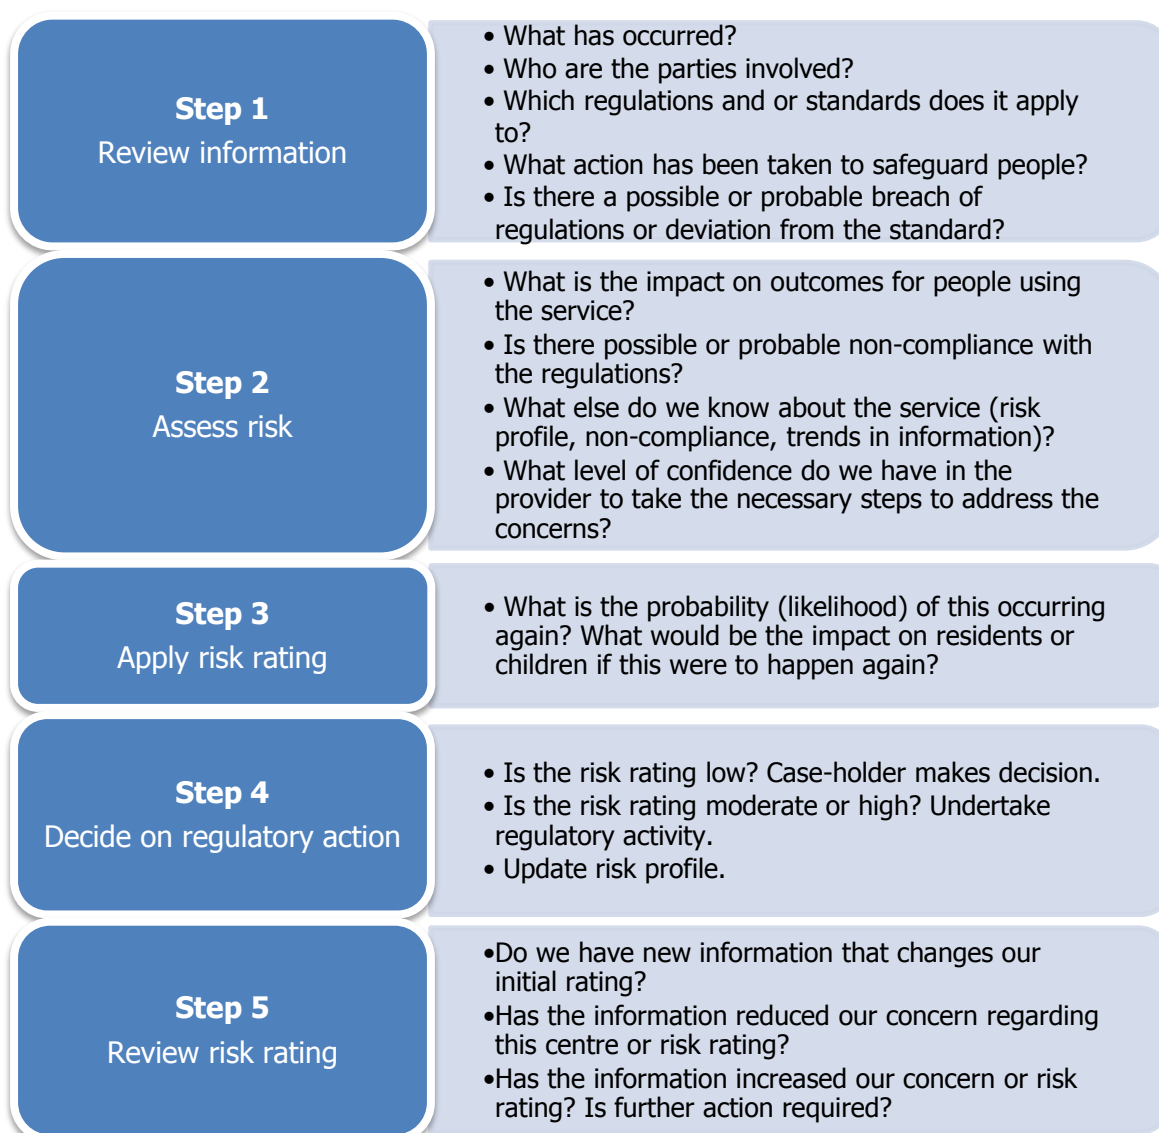 Step 1
Review information
• What has occurred?
• Who are the parties involved?
• Which regulations and or standards does it apply
to?
• What action has been taken to safeguard people?
• Is there a possible or probable breach of
regulations or deviation from the standard?
Step 2
Assess risk
• What is the impact on outcomes for people using
the service?
• Is there possible or probable non-compliance with
the regulations?
• What else do we know about the service (risk
profile, non-compliance, trends in information)?
• What level of confidence do we have in the
provider to take the necessary steps to address the
concerns?
Step 3
Apply risk rating
• What is the probability (likelihood) of this occurring
again? What would be the impact on residents or
children if this were to happen again?
Step 4
Decide on regulatory action
• Is the risk rating low? Case-holder makes decision.
• Is the risk rating moderate or high? Undertake
regulatory activity.
• Update risk profile.
Step 5
Review risk rating
•Do we have new information that changes our
initial rating?
•Has the information reduced our concern regarding
this centre or risk rating?
•Has the information increased our concern or risk
rating? Is further action required?